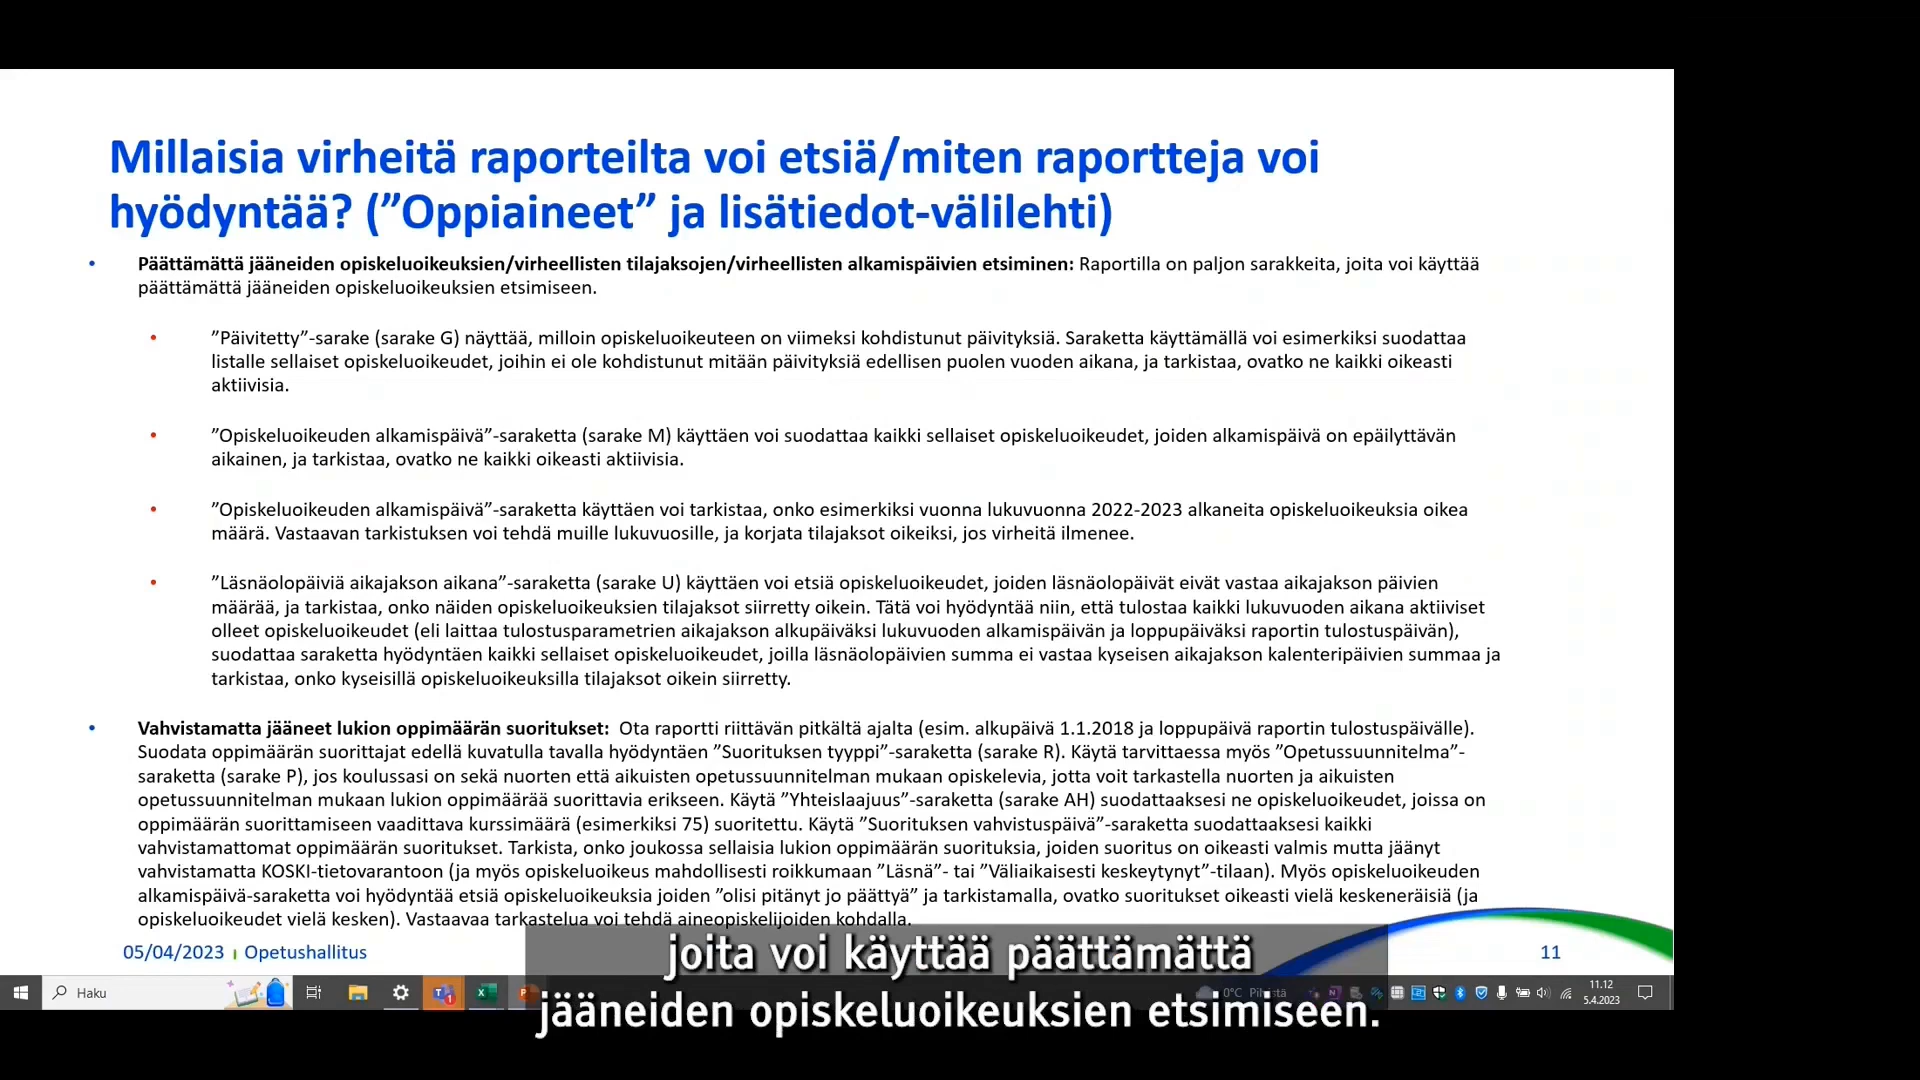 Millaisia virheitä raporteilta voi etsiä/miten raportteja voi
hyödyntää? (”Oppiaineet” ja lisätiedot-välilehti)
• Päättämättä jääneiden opiskeluoikeuksien/virheellisten tilajaksojen/virheellisten alkamispäivien etsiminen: Raportilla on paljon sarakkeita, joita voi käyttää
päättämättä jääneiden opiskeluoikeuksien etsimiseen.
• ”Päivitetty”-sarake (sarake G) näyttää, milloin opiskeluoikeuteen on viimeksi kohdistunut päivityksiä. Saraketta käyttämällä voi esimerkiksi suodattaa
listalle sellaiset opiskeluoikeudet, joihin ei ole kohdistunut mitään päivityksiä edellisen puolen vuoden aikana, ja tarkistaa, ovatko ne kaikki oikeasti
aktiivisia.
• ”Opiskeluoikeuden alkamispäivä”-saraketta (sarake M) käyttäen voi suodattaa kaikki sellaiset opiskeluoikeudet, joiden alkamispäivä on epäilyttävän
aikainen, ja tarkistaa, ovatko ne kaikki oikeasti aktiivisia.
• ”Opiskeluoikeuden alkamispäivä”-saraketta käyttäen voi tarkistaa, onko esimerkiksi vuonna lukuvuonna 2022-2023 alkaneita opiskeluoikeuksia oikea
määrä. Vastaavan tarkistuksen voi tehdä muille lukuvuosille, ja korjata tilajaksot oikeiksi, jos virheitä ilmenee.
• ”Läsnäolopäiviä aikajakson aikana”-saraketta (sarake U) käyttäen voi etsiä opiskeluoikeudet, joiden läsnäolopäivät eivät vastaa aikajakson päivien
määrää, ja tarkistaa, onko näiden opiskeluoikeuksien tilajaksot siirretty oikein. Tätä voi hyödyntää niin, että tulostaa kaikki lukuvuoden aikana aktiiviset
olleet opiskeluoikeudet (eli laittaa tulostusparametrien aikajakson alkupäiväksi lukuvuoden alkamispäivän ja loppupäiväksi raportin tulostuspäivän),
suodattaa saraketta hyödyntäen kaikki sellaiset opiskeluoikeudet, joilla läsnäolopäivien summa ei vastaa kyseisen aikajakson kalenteripäivien summaa ja
tarkistaa, onko kyseisillä opiskeluoikeuksilla tilajaksot oikein siirretty.
• Vahvistamatta jääneet lukion oppimäärän suoritukset: Ota raportti riittävän pitkältä ajalta (esim. alkupäivä 1.1.2018 ja loppupäivä raportin tulostuspäivälle).
Suodata oppimäärän suorittajat edellä kuvatulla tavalla hyödyntäen ”Suorituksen tyyppi”-saraketta (sarake R). Käytä tarvittaessa myös ”Opetussuunnitelma”-
saraketta (sarake P), jos koulussasi on sekä nuorten että aikuisten opetussuunnitelman mukaan opiskelevia, jotta voit tarkastella nuorten ja aikuisten
opetussuunnitelman mukaan lukion oppimäärää suorittavia erikseen. Käytä ”Yhteislaajuus”-saraketta (sarake AH) suodattaaksesi ne opiskeluoikeudet, joissa on
oppimäärän suorittamiseen vaadittava kurssimäärä (esimerkiksi 75) suoritettu. Käytä ”Suorituksen vahvistuspäivä”-saraketta suodattaaksesi kaikki
vahvistamattomat oppimäärän suoritukset. Tarkista, onko joukossa sellaisia lukion oppimäärän suorituksia, joiden suoritus on oikeasti valmis mutta jäänyt
vahvistamatta KOSKI-tietovarantoon (ja myös opiskeluoikeus mahdollisesti roikkumaan ”Läsnä”- tai ”Väliaikaisesti keskeytynyt”-tilaan). Myös opiskeluoikeuden
alkamispäivä-saraketta voi hyödyntää etsiä opiskeluoikeuksia joiden ”olisi pitänyt jo päättyä” ja tarkistamalla, ovatko suoritukset oikeasti vielä keskeneräisiä (ja
opiskeluoikeudet vielä kesken). Vastaavaa tarkastelua voi tehdä aineopiskelijoiden kohdalla.
05/04/2023 Opetushallitus 11
joita voi käyttää päättämättä
jääneiden opiskeluoikeuksien etsimiseen.
Haku
0°C Pilvistä
11.12
5.4.2023